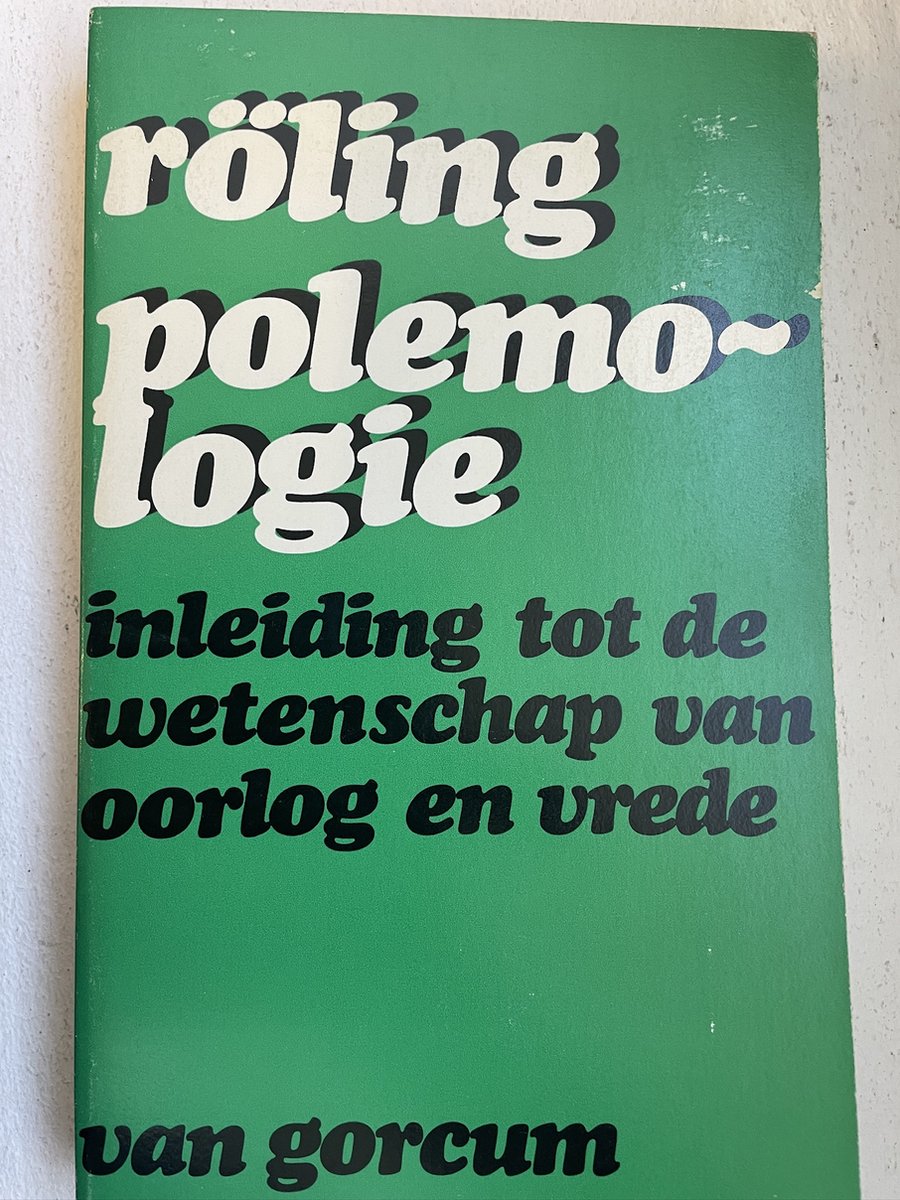 röling
polemo~
logie
inleiding tot de
wetenschap van
oorlog en vrede
van gorcum